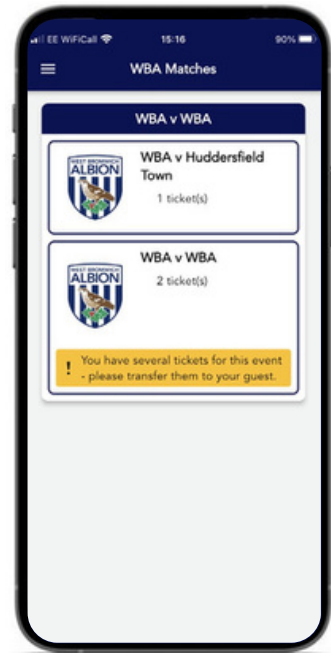 EE WiFiCall 15:16 90%
WBA Matches
WBA v WBA
WEST BROMWICH
ALBION
WBA v Huddersfield
Town
1 ticket(s)
WEST BROMWICH
ALBION
WBA v WBA
2 ticket(s)
! You have several tickets for this event
- please transfer them to your guest.